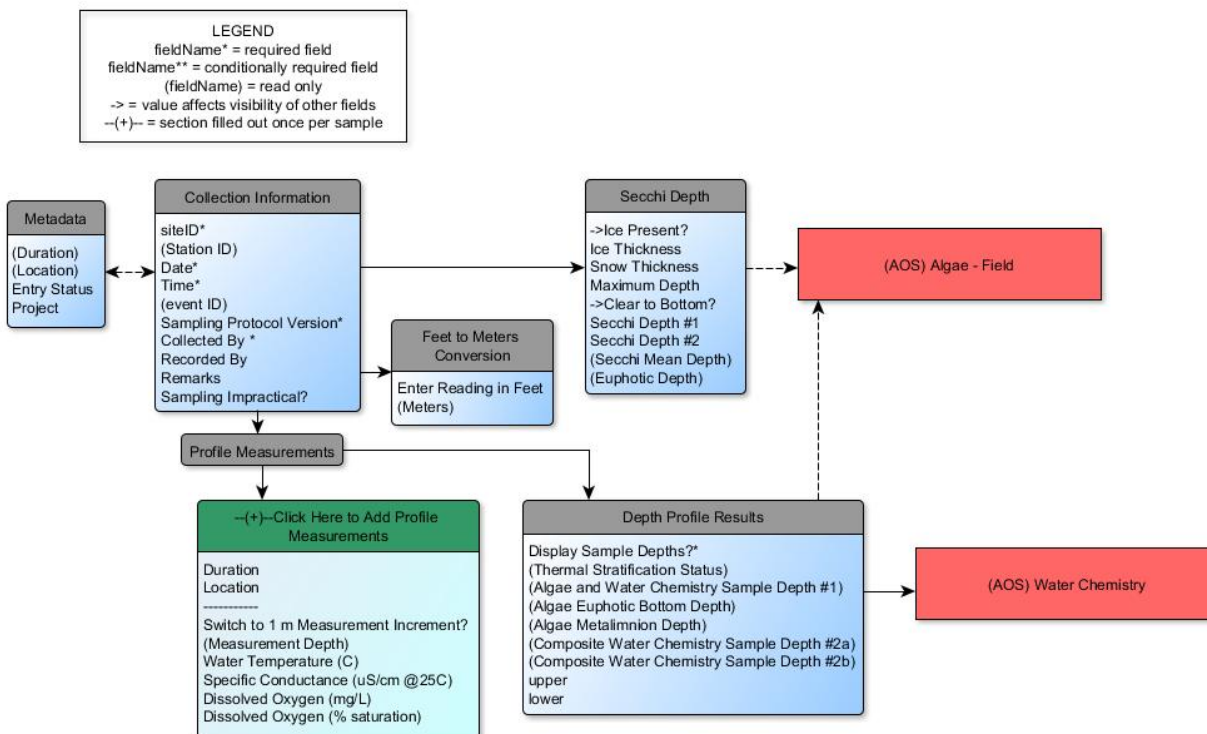 LEGEND
fieldName* = required field
fieldName** = conditionally required field
(fieldName) = read only
-> = value affects visibility of other fields
--(+)-- = section filled out once per sample
Metadata
(Duration)
(Location)
Entry Status
Project
Collection Information
siteID*
(Station ID)
Date*
Time*
(event ID)
Sampling Protocol Version*
Collected By *
Recorded By
Remarks
Sampling Impractical?
Feet to Meters
Conversion
Enter Reading in Feet
(Meters)
Secchi Depth
->Ice Present?
Ice Thickness
Snow Thickness
Maximum Depth
->Clear to Bottom?
Secchi Depth #1
Secchi Depth #2
(Secchi Mean Depth)
(Euphotic Depth)
(AOS) Algae - Field
Profile Measurements
--(+)--Click Here to Add Profile
Measurements
Duration
Location
-----------
Switch to 1 m Measurement Increment?
(Measurement Depth)
Water Temperature (C)
Specific Conductance (uS/cm @25C)
Dissolved Oxygen (mg/L)
Dissolved Oxygen (% saturation)
Depth Profile Results
Display Sample Depths?*
(Thermal Stratification Status)
(Algae and Water Chemistry Sample Depth #1)
(Algae Euphotic Bottom Depth)
(Algae Metalimnion Depth)
(Composite Water Chemistry Sample Depth #2a)
(Composite Water Chemistry Sample Depth #2b)
upper
lower
(AOS) Water Chemistry